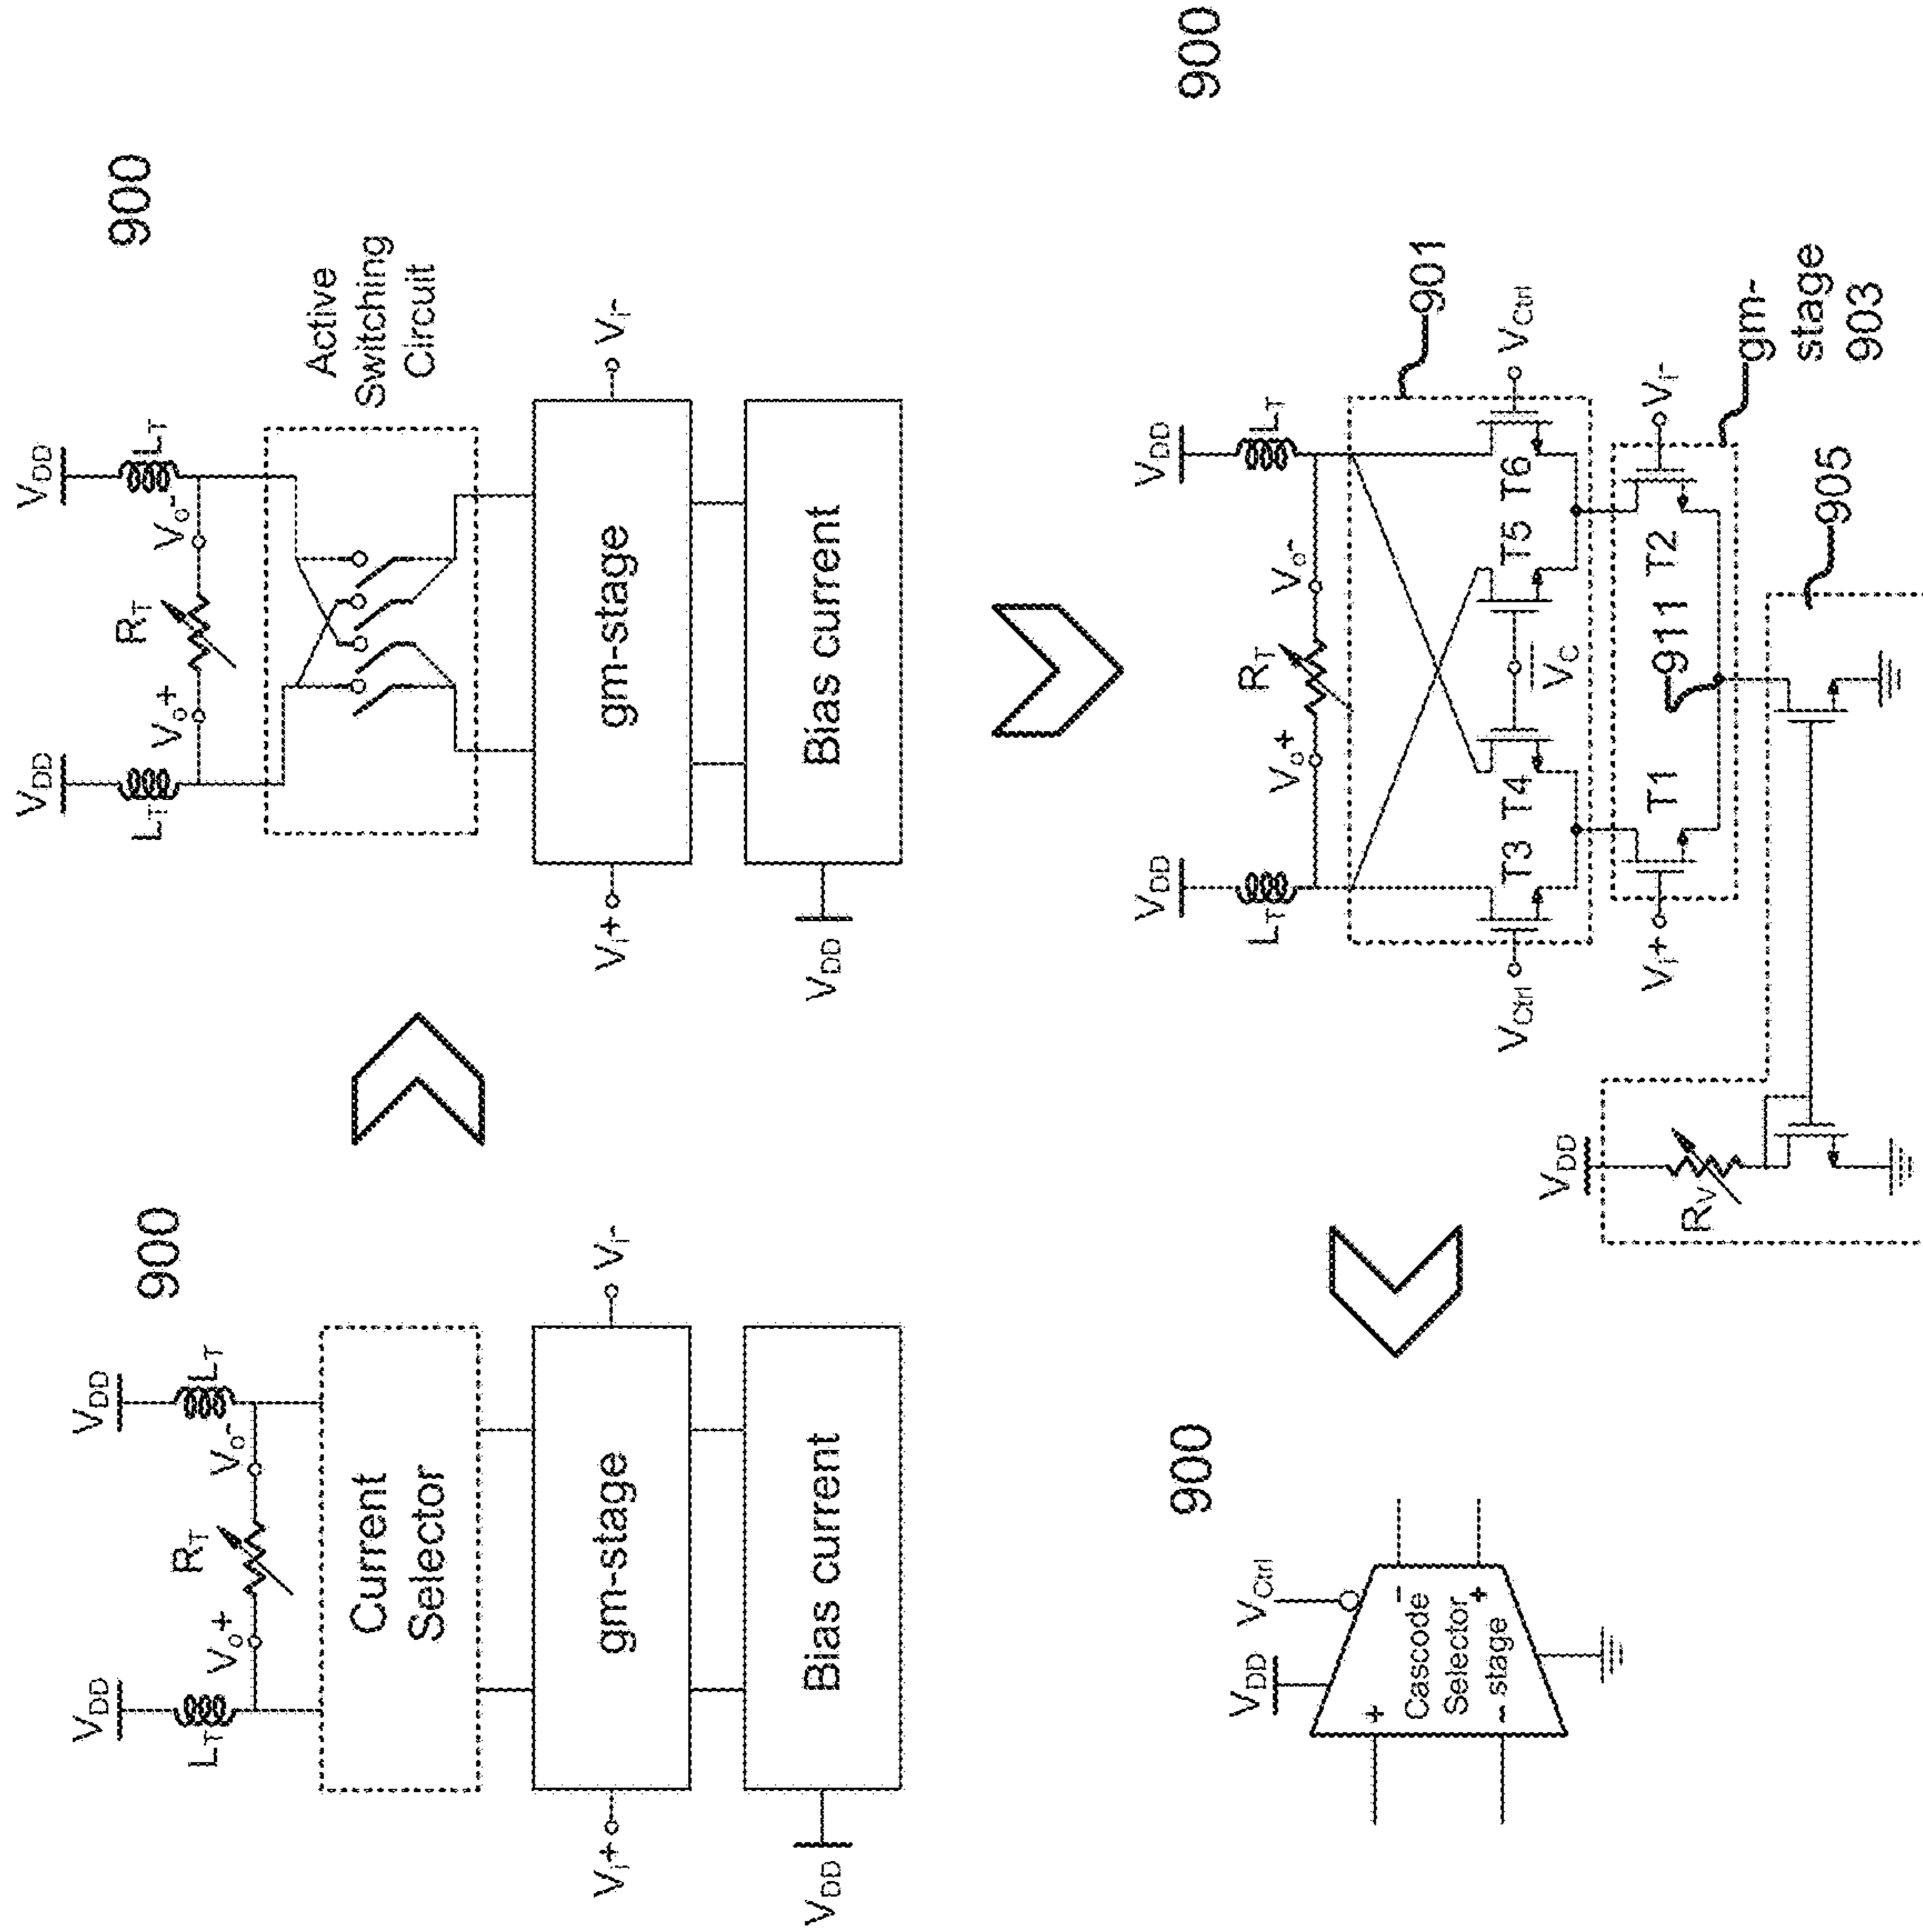 900
V_DD
V_DD
L_T
L_T
R_T
V_o+
V_o-
Current
Selector
V_i+
V_i-
gm-stage
V_DD
Bias current
900
V_DD
V_DD
L_T
L_T
R_T
V_o+
V_o-
Active
Switching
Circuit
V_i+
V_i-
gm-stage
V_DD
Bias current
900
V_DD
V_Ctrl
+
-
Cascode
Selector
-
stage
+
900
V_DD
V_DD
L_T
L_T
R_T
V_o+
V_o-
901
V_Ctrl
T3 T4
T5 T6
V_Ctrl
V̅_C
V_i+
T1
911
T2
V_i-
gm-
stage
903
V_DD
R_V
905